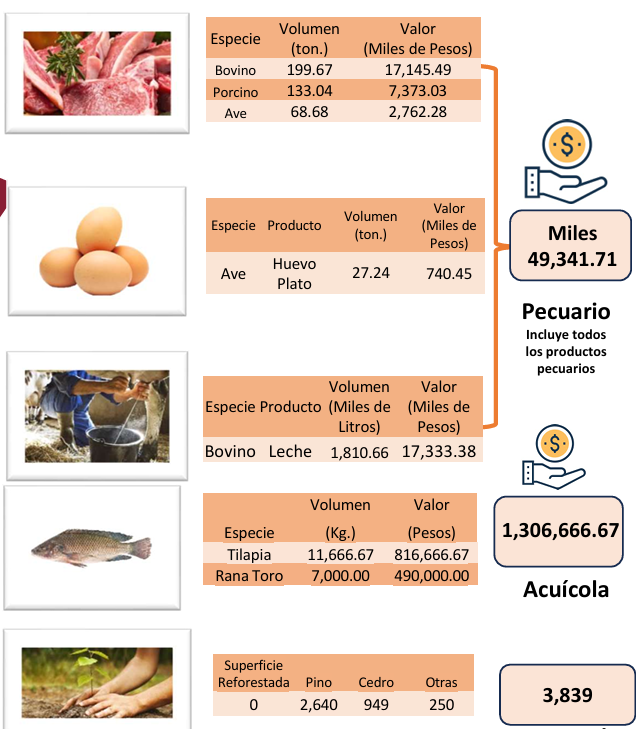 Especie Volumen (ton.) Valor (Miles de Pesos)
Bovino 199.67 17,145.49
Porcino 133.04 7,373.03
Ave 68.68 2,762.28
$
Especie Producto Volumen (ton.) Valor (Miles de Pesos)
Ave Huevo Plato 27.24 740.45
Miles
49,341.71
Pecuario
Incluye todos
los productos
pecuarios
Especie Producto Volumen (Miles de Litros) Valor (Miles de Pesos)
Bovino Leche 1,810.66 17,333.38
$
Especie Volumen (Kg.) Valor (Pesos)
Tilapia 11,666.67 816,666.67
Rana Toro 7,000.00 490,000.00
1,306,666.67
Acuícola
Superficie Reforestada Pino Cedro Otras
0 2,640 949 250
3,839